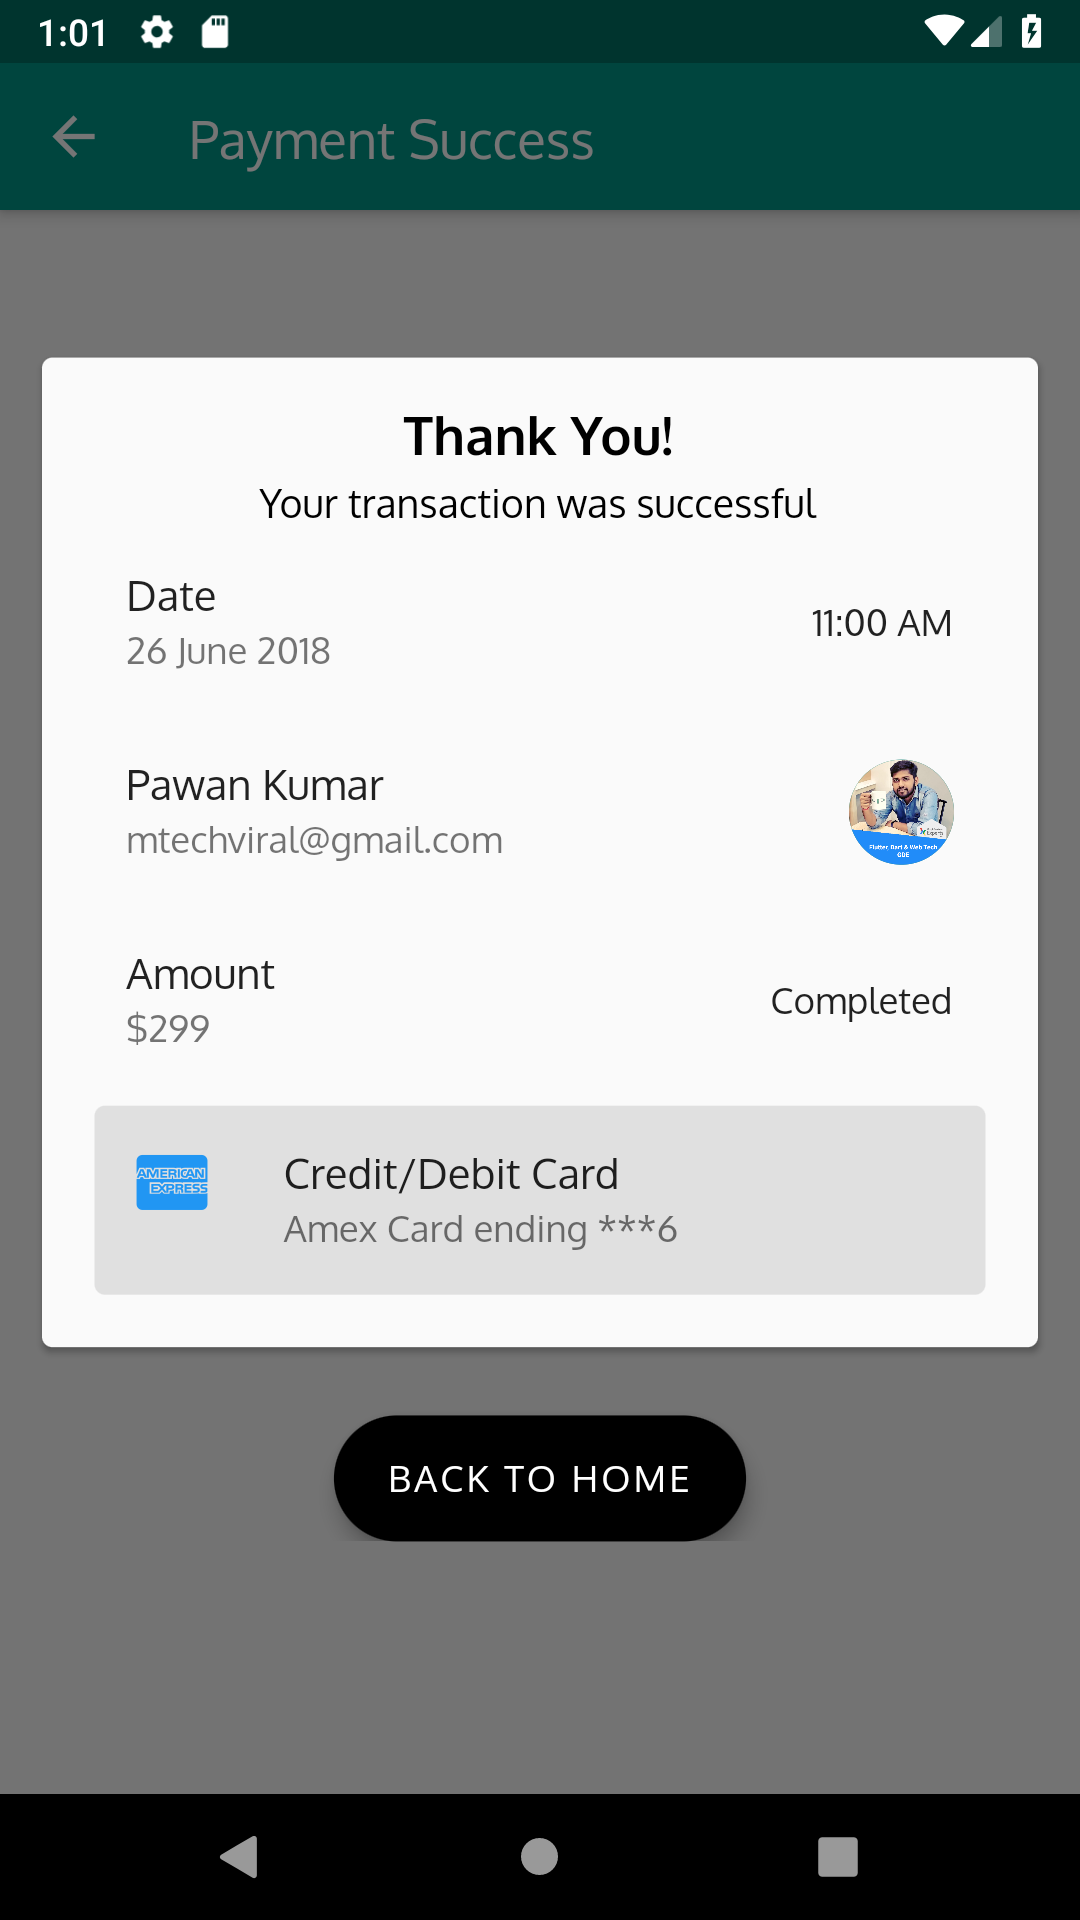 1:01
Payment Success
Thank You!
Your transaction was successful
Date
26 June 2018
11:00 AM
Pawan Kumar
mtechviral@gmail.com
Flutter, Dart & Web Tech
GDE
Amount
$299
Completed
AMERICAN
EXPRESS
Credit/Debit Card
Amex Card ending ***6
BACK TO HOME